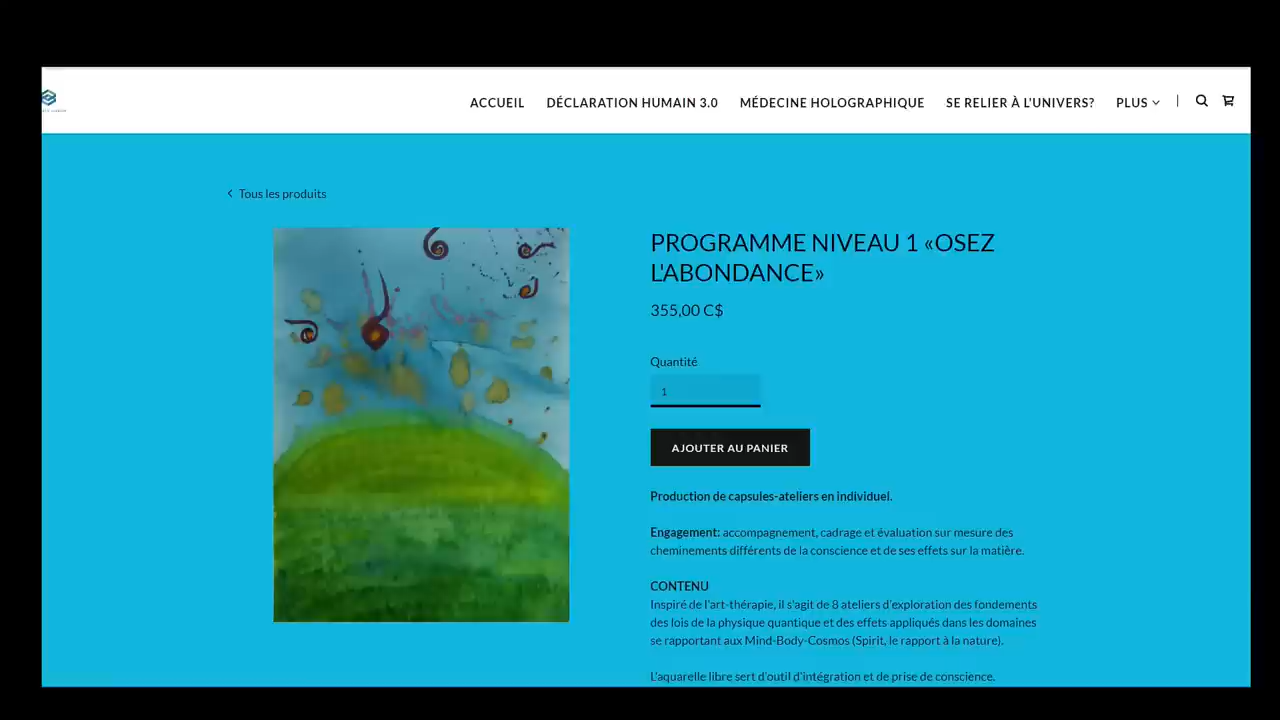 ACCUEIL DÉCLARATION HUMAIN 3.0 MÉDECINE HOLOGRAPHIQUE SE RELIER À L'UNIVERS? PLUS
Tous les produits
PROGRAMME NIVEAU 1 «OSEZ
L'ABONDANCE»
355,00 C$
Quantité
1
AJOUTER AU PANIER
Production de capsules-ateliers en individuel.
Engagement: accompagnement, cadrage et évaluation sur mesure des
cheminements différents de la conscience et de ses effets sur la matière.
CONTENU
Inspiré de l'art-thérapie, il s'agit de 8 ateliers d'exploration des fondements
des lois de la physique quantique et des effets appliqués dans les domaines
se rapportant aux Mind-Body-Cosmos (Spirit, le rapport à la nature).
L'aquarelle libre sert d'outil d'intégration et de prise de conscience.